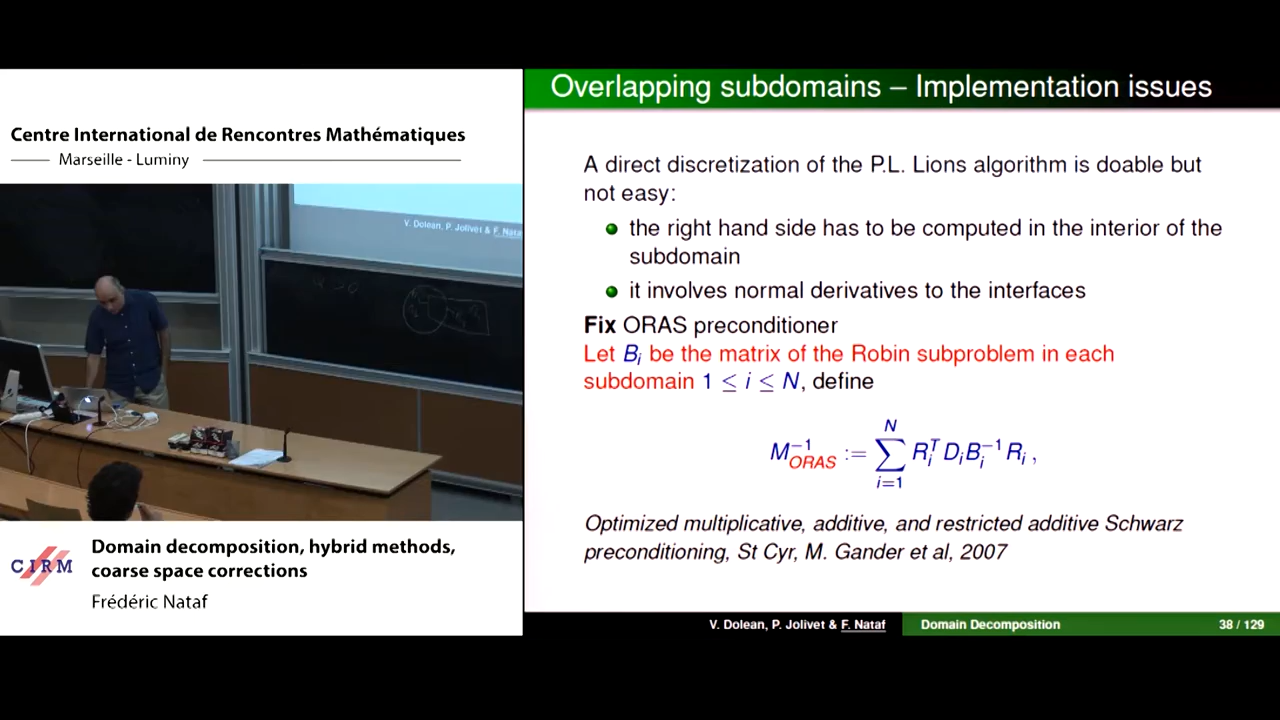 Overlapping subdomains – Implementation issues
Centre International de Rencontres Mathématiques
Marseille - Luminy
V. Dolean, P. Jolivet & F. Nataf
A direct discretization of the P.L. Lions algorithm is doable but
not easy:
the right hand side has to be computed in the interior of the
subdomain
it involves normal derivatives to the interfaces
Fix ORAS preconditioner
Let B_i be the matrix of the Robin subproblem in each
subdomain 1 ≤ i ≤ N, define
M_{ORAS}^{-1} := \sum_{i=1}^{N} R_i^T D_i B_i^{-1} R_i ,
Optimized multiplicative, additive, and restricted additive Schwarz
preconditioning, St Cyr, M. Gander et al, 2007
CIRM
Domain decomposition, hybrid methods,
coarse space corrections
Frédéric Nataf
V. Dolean, P. Jolivet & F. Nataf
Domain Decomposition
38 / 129